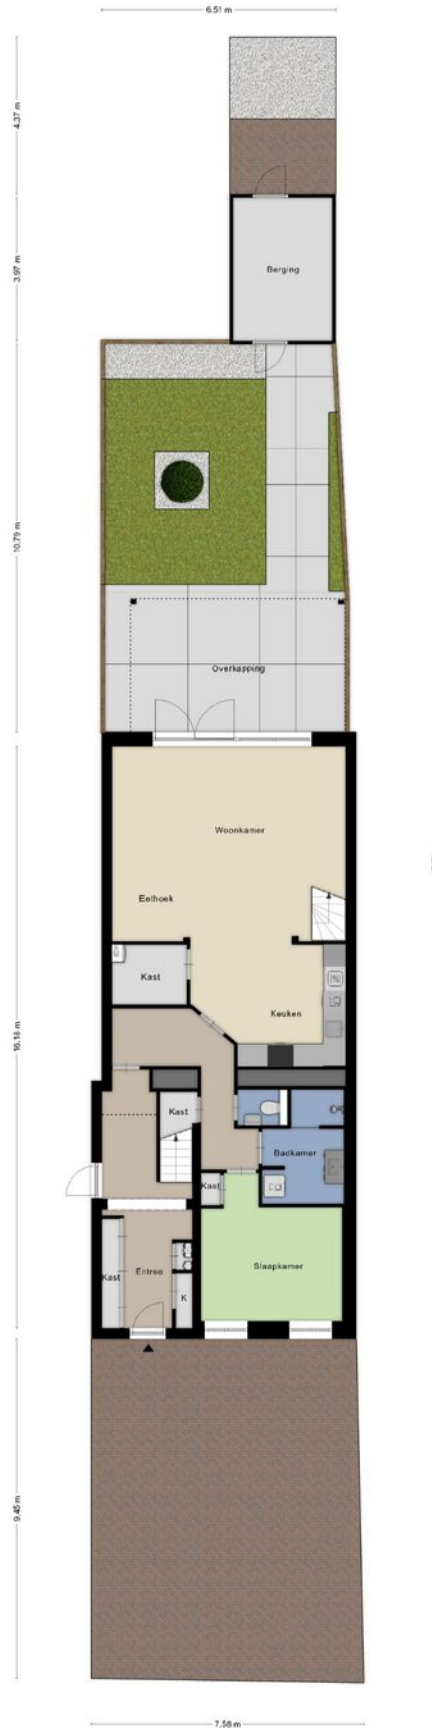 6.51 m
4.37 m
3.97 m
Berging
10.79 m
Overkapping
Woonkamer
Eethoek
Kast
Keuken
16.18 m
Kast
Badkamer
Kast
Slaapkamer
Entree
Kast
K
9.45 m
7.58 m